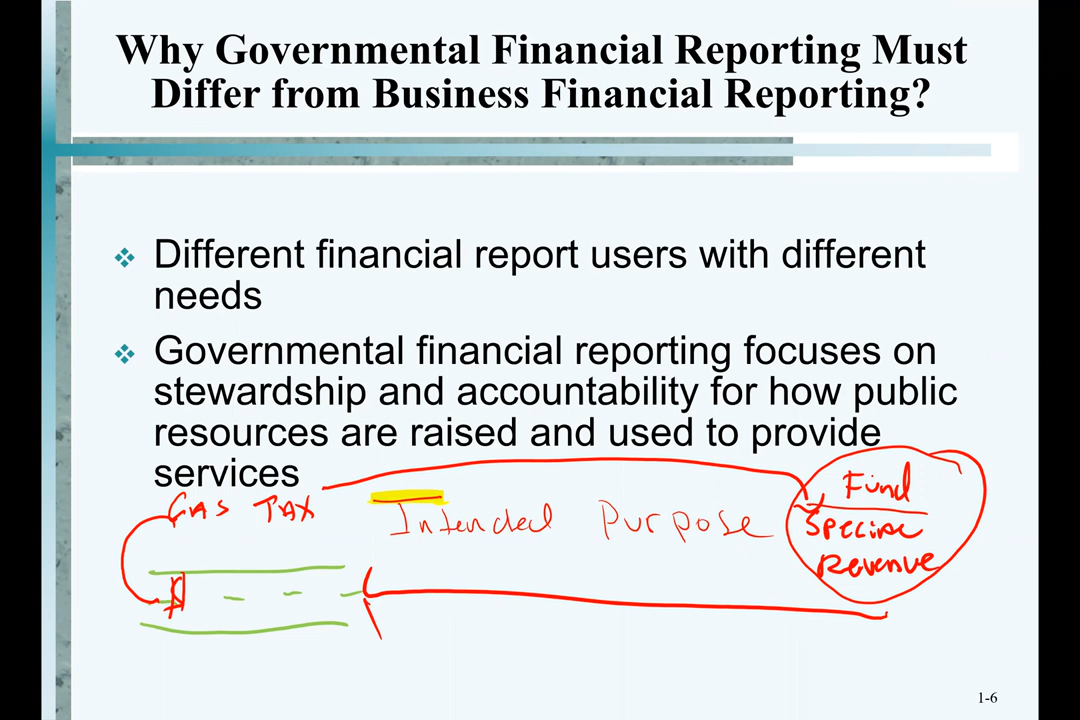 Why Governmental Financial Reporting Must
Differ from Business Financial Reporting?
Different financial report users with different
needs
Governmental financial reporting focuses on
stewardship and accountability for how public
resources are raised and used to provide
services
GAS TAX
Intended Purpose
Fund
Special
Revenue
$
1-6